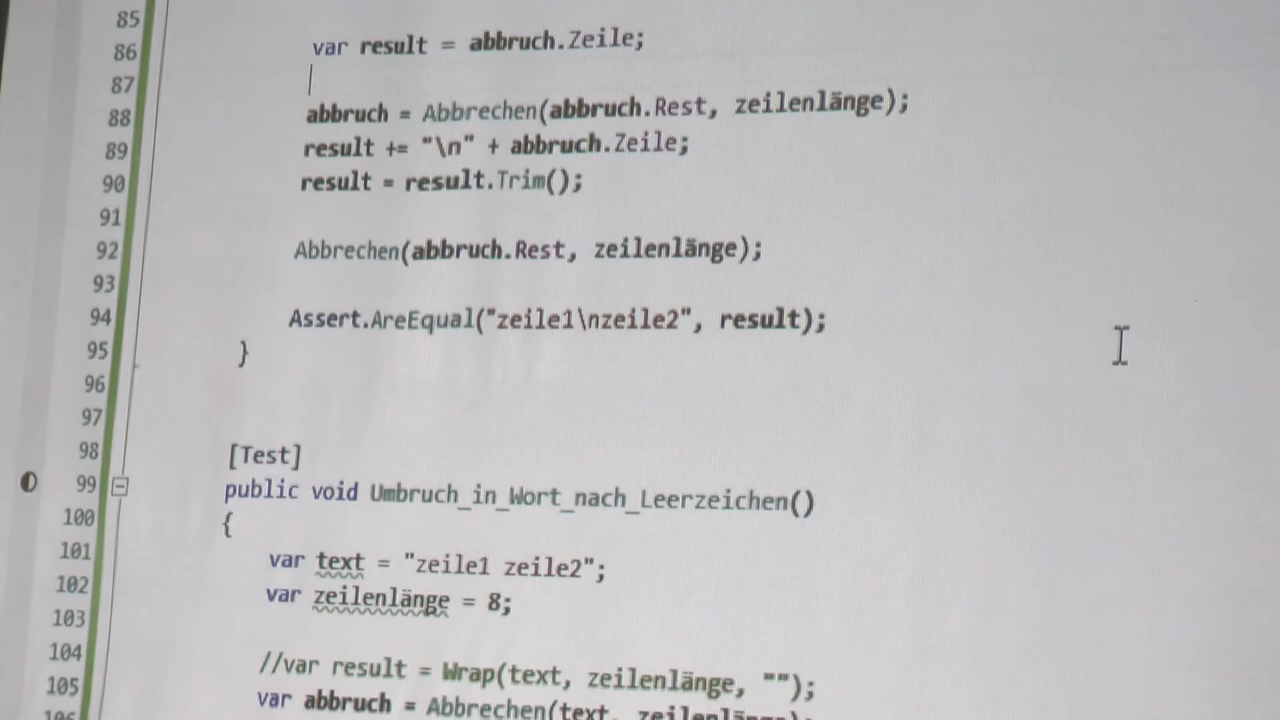 85
86 var result = abbruch.Zeile;
87
88 abbruch = Abbrechen(abbruch.Rest, zeilenlänge);
89 result += "\n" + abbruch.Zeile;
90 result = result.Trim();
91
92 Abbrechen(abbruch.Rest, zeilenlänge);
93
94 Assert.AreEqual("zeile1\nzeile2", result);
95 }
96
97
98 [Test]
99 public void Umbruch_in_Wort_nach_Leerzeichen()
100 {
101 var text = "zeile1 zeile2";
102 var zeilenlänge = 8;
103
104 //var result = Wrap(text, zeilenlänge, "");
105 var abbruch = Abbrechen(text, zeilenlänge);
106